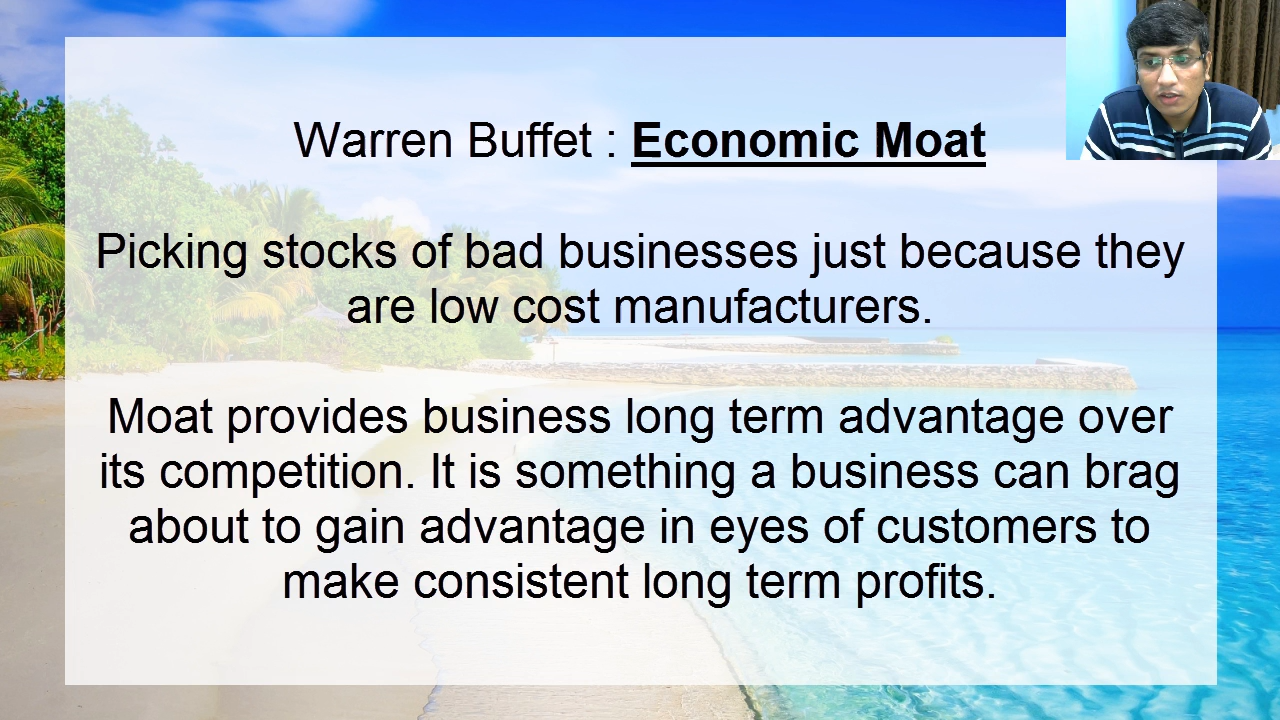 Warren Buffet : Economic Moat
Picking stocks of bad businesses just because they
are low cost manufacturers.
Moat provides business long term advantage over
its competition. It is something a business can brag
about to gain advantage in eyes of customers to
make consistent long term profits.